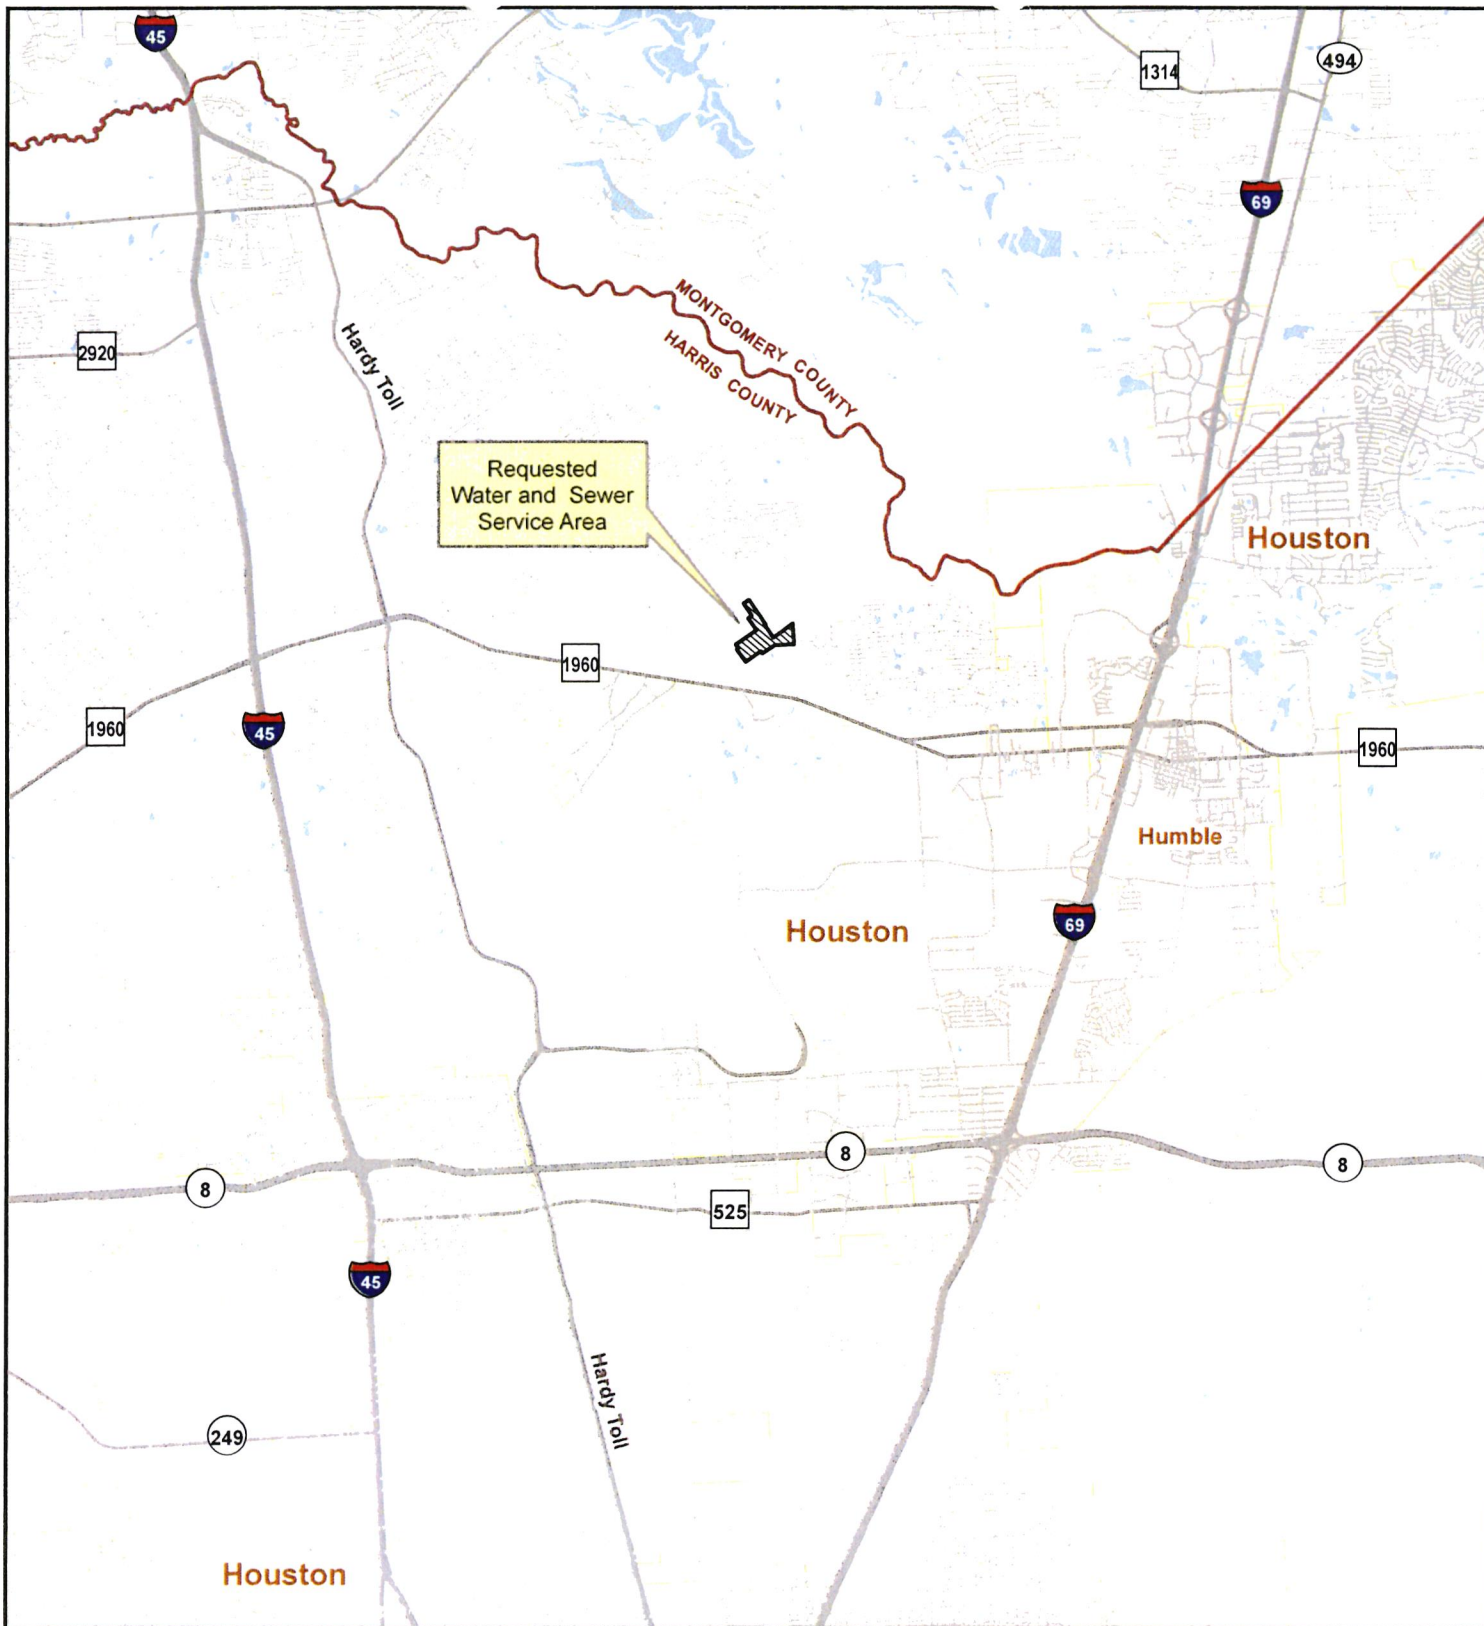 45
1314
494
69
MONTGOMERY COUNTY
HARRIS COUNTY
2920
Hardy Toll
Requested
Water and Sewer
Service Area
Houston
1960
1960
45
1960
Humble
Houston
69
8
8
8
525
45
Hardy Toll
249
Houston